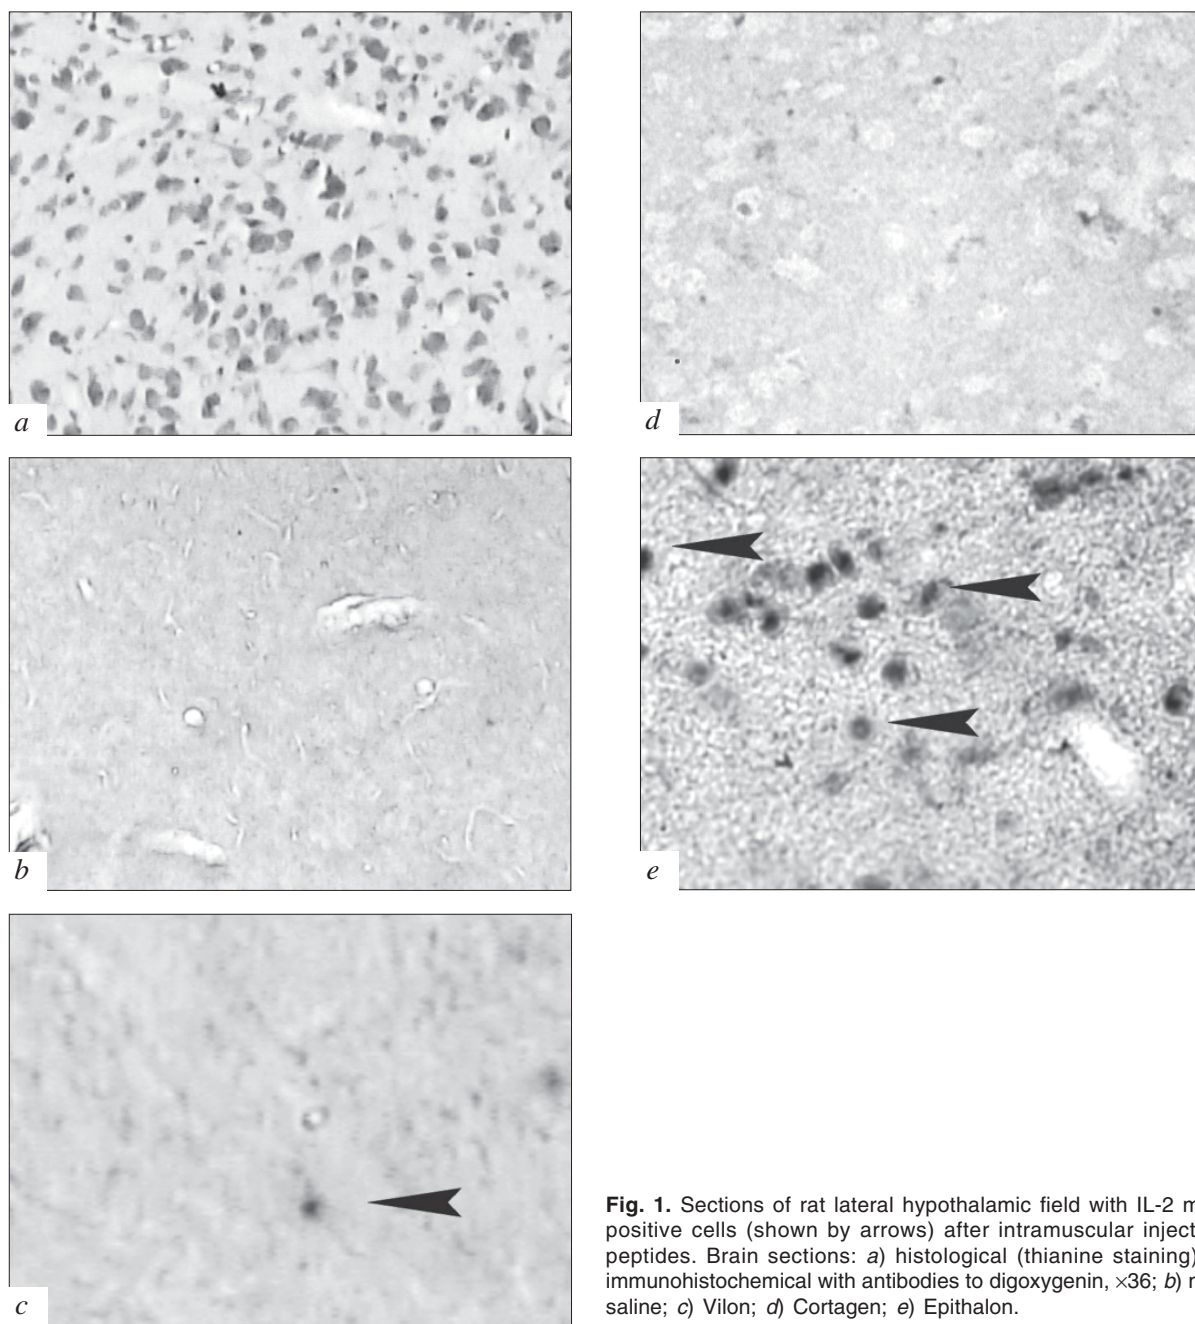 a
d
b
e
c
Fig. 1. Sections of rat lateral hypothalamic field with IL-2
positive cells (shown by arrows) after intramuscular
peptides. Brain sections: a) histological (thianine staining)
immunohistochemical with antibodies to digoxygenin, ×36; b)
saline; c) Vilon; d) Cortagen; e) Epithalon.